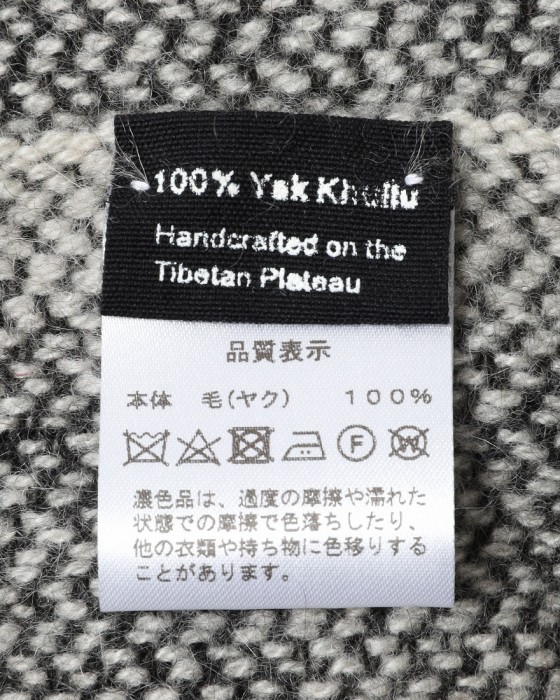 100% Yak Khullu
Handcrafted on the
Tibetan Plateau
品質表示
本体 毛(ヤク) 100%
F W
濃色品は、過度の摩擦や濡れた
状態での摩擦で色落ちしたり、
他の衣類や持ち物に色移りする
ことがあります。